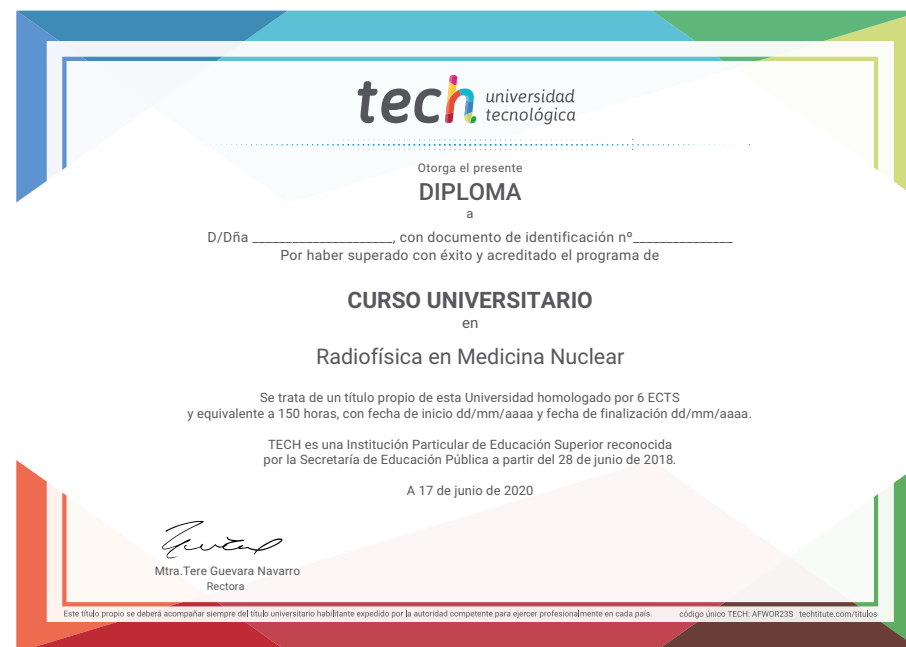 tech universidad
tecnológica
Otorga el presente
DIPLOMA
a
D/Dña _____________________, con documento de identificación nº_______________
Por haber superado con éxito y acreditado el programa de
CURSO UNIVERSITARIO
en
Radiofísica en Medicina Nuclear
Se trata de un título propio de esta Universidad homologado por 6 ECTS
y equivalente a 150 horas, con fecha de inicio dd/mm/aaaa y fecha de finalización dd/mm/aaaa.
TECH es una Institución Particular de Educación Superior reconocida
por la Secretaría de Educación Pública a partir del 28 de junio de 2018.
A 17 de junio de 2020
Mtra.Tere Guevara Navarro
Rectora
Este título propio se deberá acompañar siempre del título universitario habilitante expedido por la autoridad competente para ejercer profesionalmente en cada país. código único TECH: AFWOR23S techtitute.com/titulos